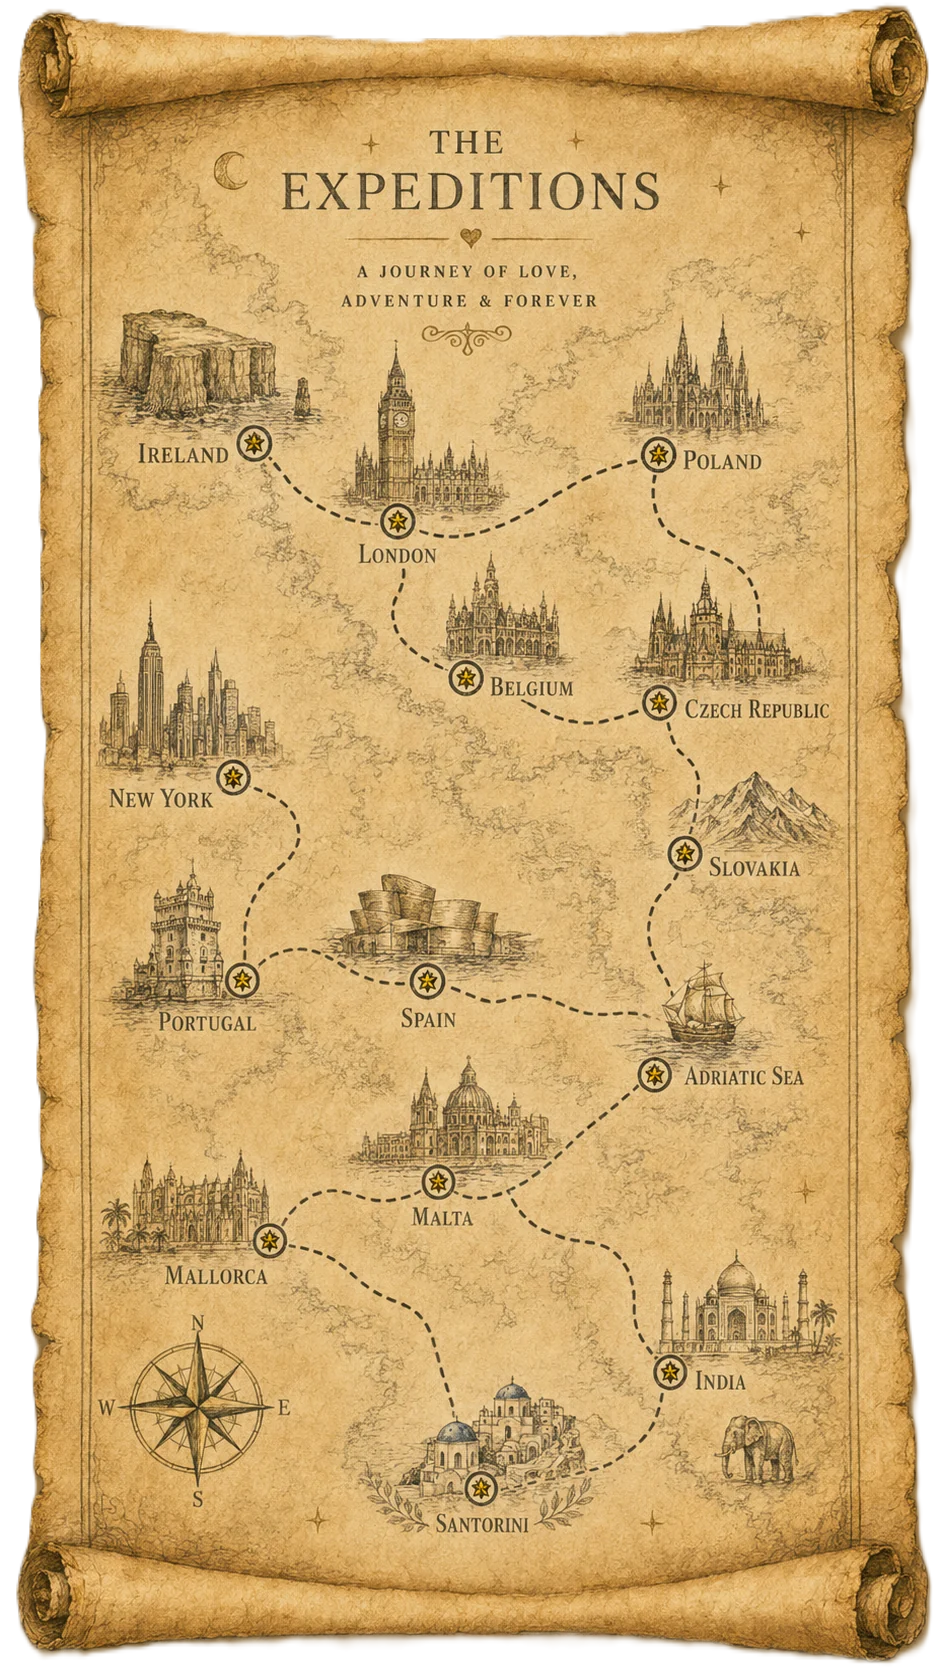 THE
EXPEDITIONS
A JOURNEY OF LOVE,
ADVENTURE & FOREVER
IRELAND
POLAND
LONDON
BELGIUM
CZECH REPUBLIC
NEW YORK
SLOVAKIA
PORTUGAL
SPAIN
ADRIATIC SEA
MALTA
MALLORCA
N
W
E
S
INDIA
SANTORINI